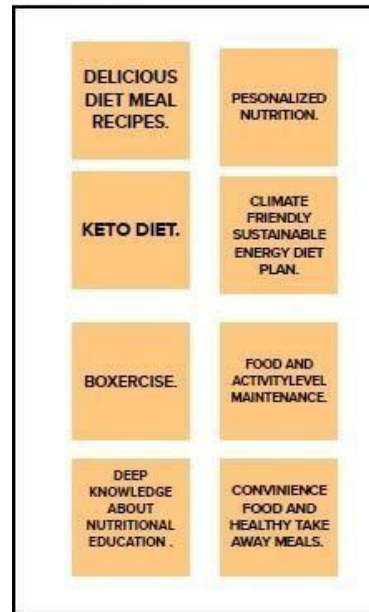 DELICIOUS
DIET MEAL
RECIPES.
PESONALIZED
NUTRITION.
KETO DIET.
CLIMATE
FRIENDLY
SUSTAINABLE
ENERGY DIET
PLAN.
BOXERCISE.
FOOD AND
ACTIVITYLEVEL
MAINTENANCE.
DEEP
KNOWLEDGE
ABOUT
NUTRITIONAL
EDUCATION .
CONVINIENCE
FOOD AND
HEALTHY TAKE
AWAY MEALS.